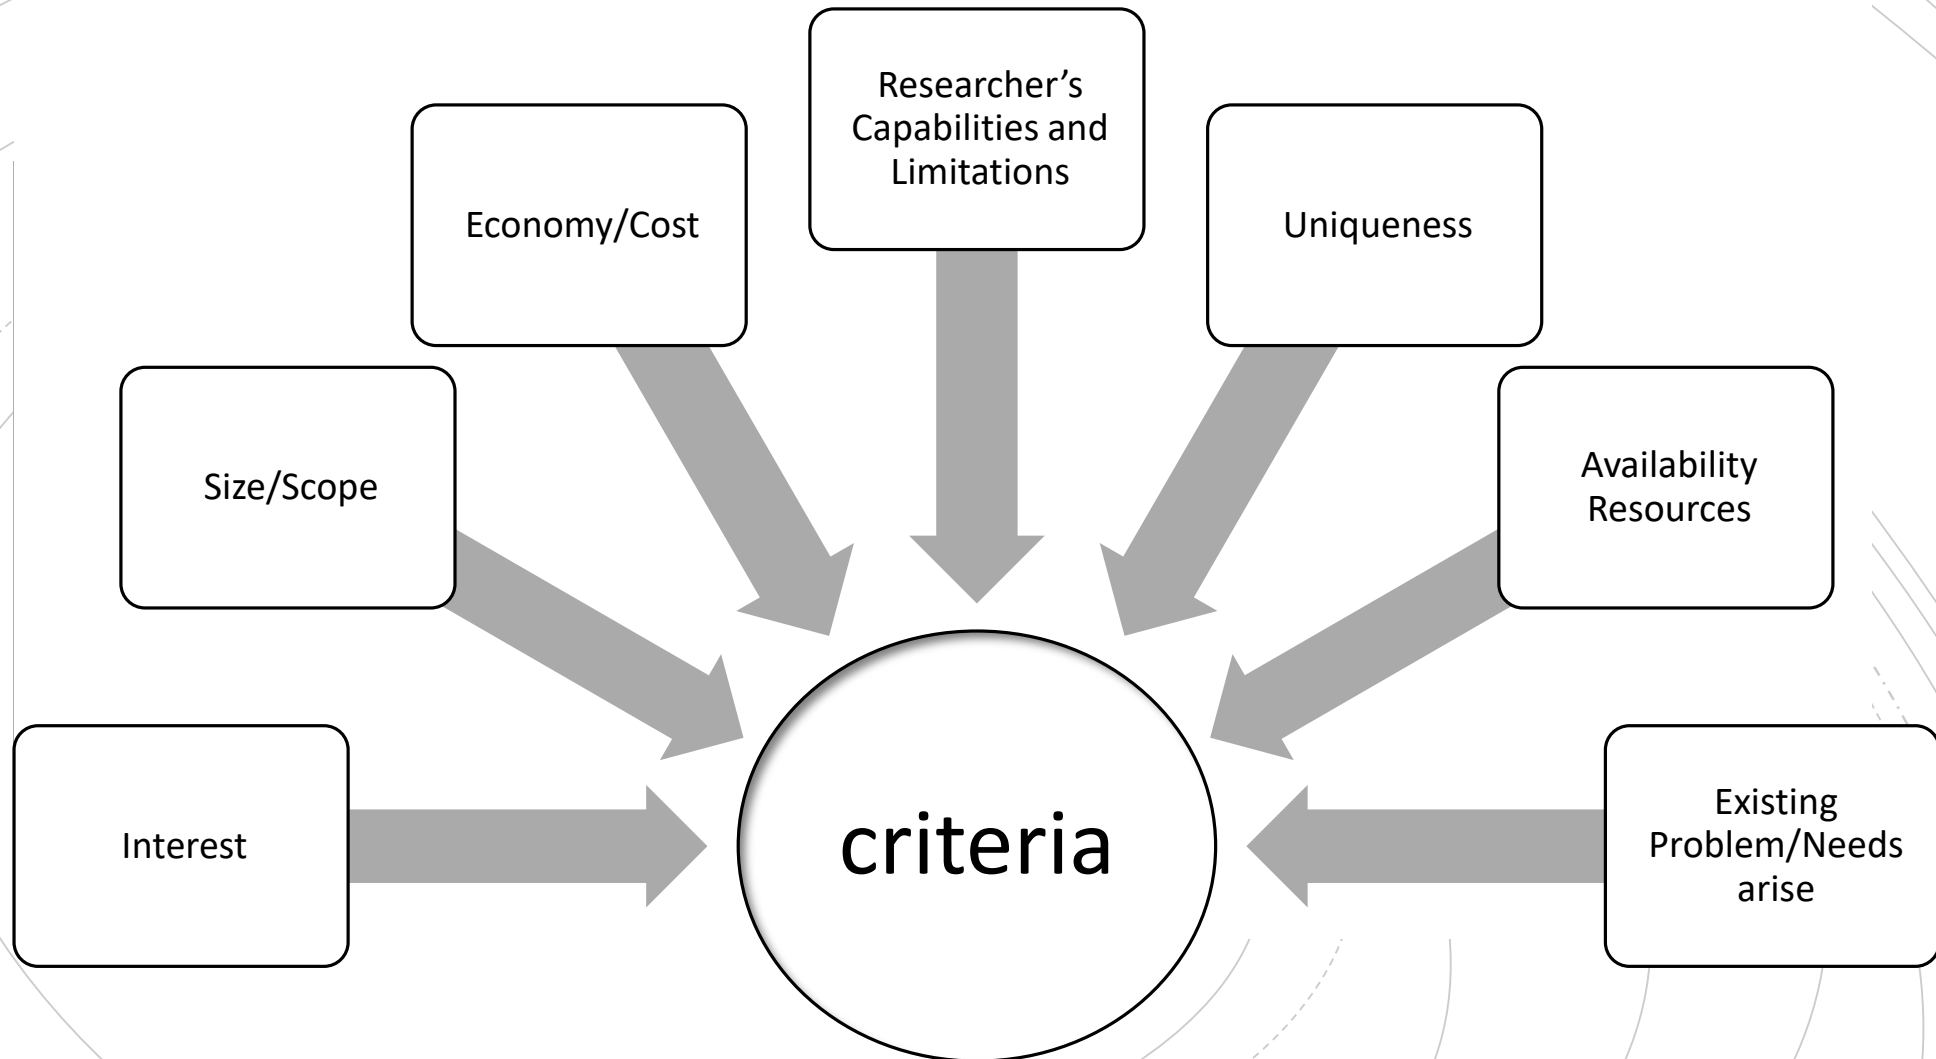 Researcher’s
Capabilities and
Limitations
Economy/Cost
Uniqueness
Size/Scope
Availability
Resources
Interest
criteria
Existing
Problem/Needs
arise